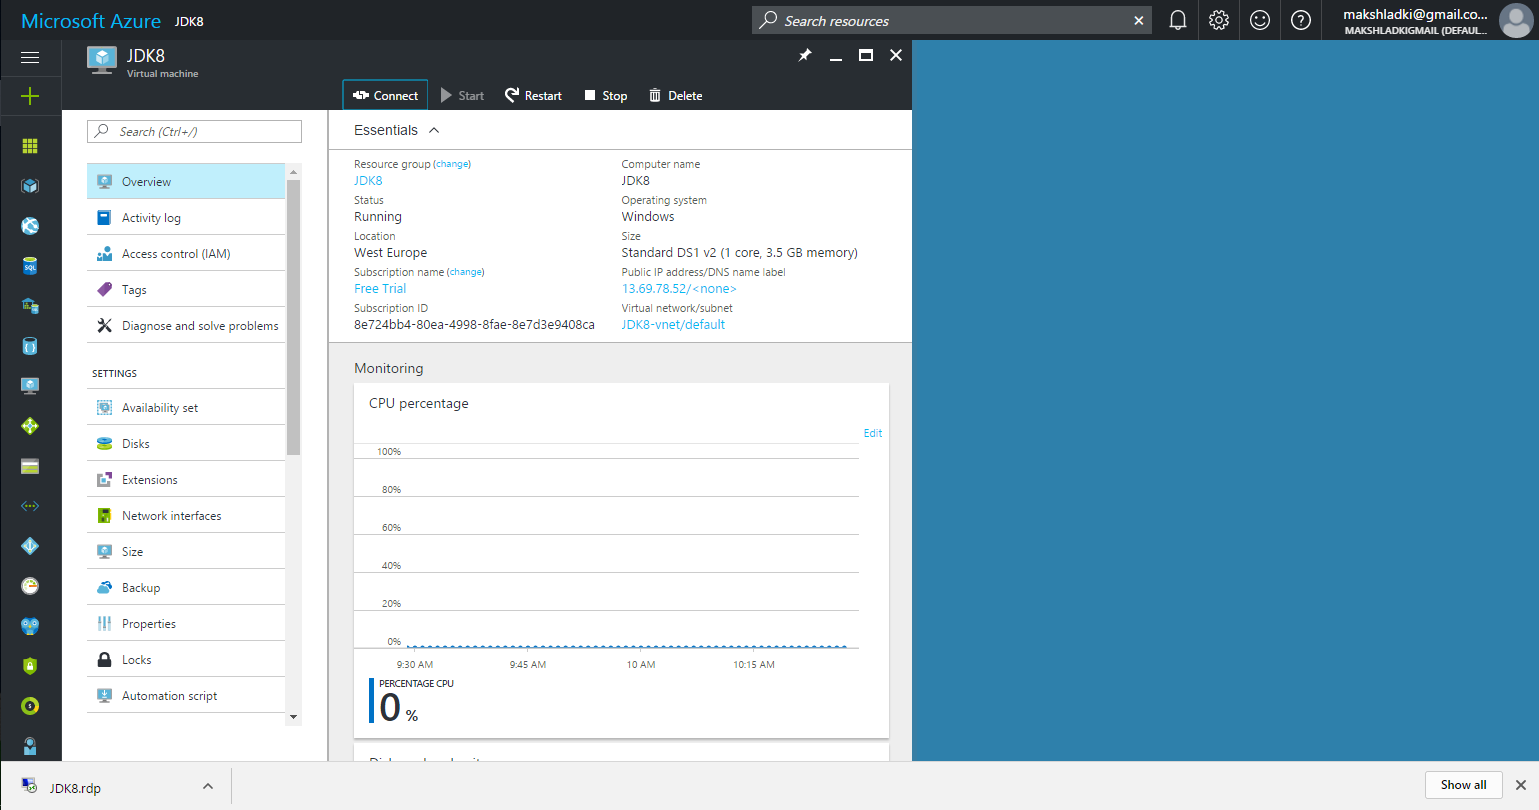 Microsoft Azure JDK8
Search resources
makshladki@gmail.co...
MAKSHLADKIGMAIL (DEFAUL...
JDK8
Virtual machine
Connect Start Restart Stop Delete
Search (Ctrl+/)
Overview
Activity log
Access control (IAM)
Tags
Diagnose and solve problems
SETTINGS
Availability set
Disks
Extensions
Network interfaces
Size
Backup
Properties
Locks
Automation script
Essentials
Resource group (change)
JDK8
Status
Running
Location
West Europe
Subscription name (change)
Free Trial
Subscription ID
8e724bb4-80ea-4998-8fae-8e7d3e9408ca
Computer name
JDK8
Operating system
Windows
Size
Standard DS1 v2 (1 core, 3.5 GB memory)
Public IP address/DNS name label
13.69.78.52/<none>
Virtual network/subnet
JDK8-vnet/default
Monitoring
CPU percentage
Edit
100%
80%
60%
40%
20%
0%
9:30 AM 9:45 AM 10 AM 10:15 AM
PERCENTAGE CPU
0 %
JDK8.rdp
Show all